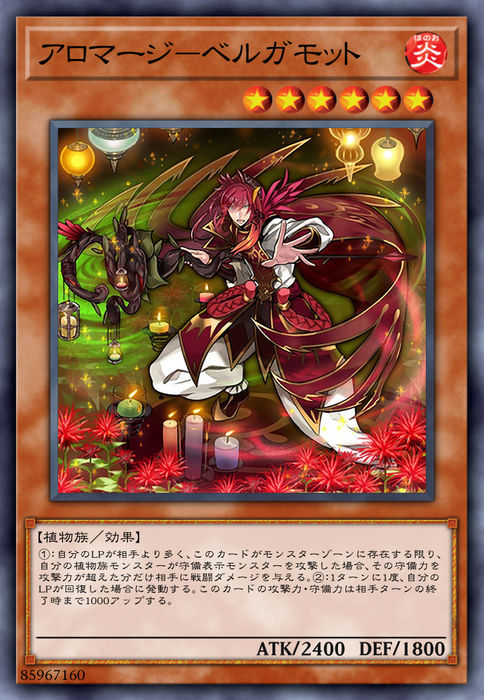 アロマージ－ベルガモット
ほのお
炎
【植物族／効果】
①：自分のLPが相手より多く、このカードがモンスターゾーンに存在する限り、
自分の植物族モンスターが守備表示モンスターを攻撃した場合、その守備力を
攻撃力が超えた分だけ相手に戦闘ダメージを与える。②：1ターンに1度、自分の
LPが回復した場合に発動する。このカードの攻撃力・守備力は相手ターンの終
了時まで1000アップする。
ATK/2400 DEF/1800
85967160